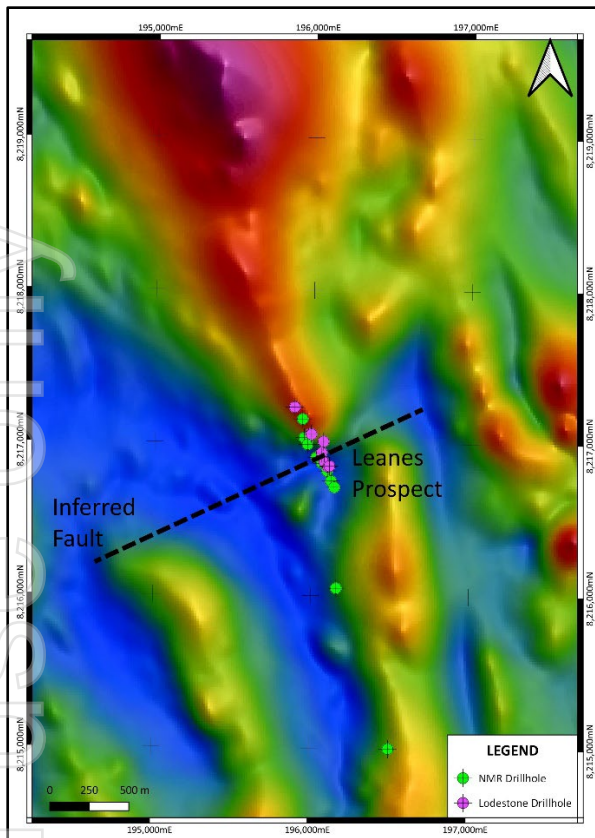 195,000mE 196,000mE 197,000mE
8,219,000mN 8,219,000mN
8,218,000mN 8,218,000mN
8,217,000mN 8,217,000mN
Leanes
Prospect
Inferred
Fault
8,216,000mN 8,216,000mN
8,215,000mN 8,215,000mN
LEGEND
NMR Drillhole
Lodestone Drillhole
0 250 500 m
195,000mE 196,000mE 197,000mE
use only